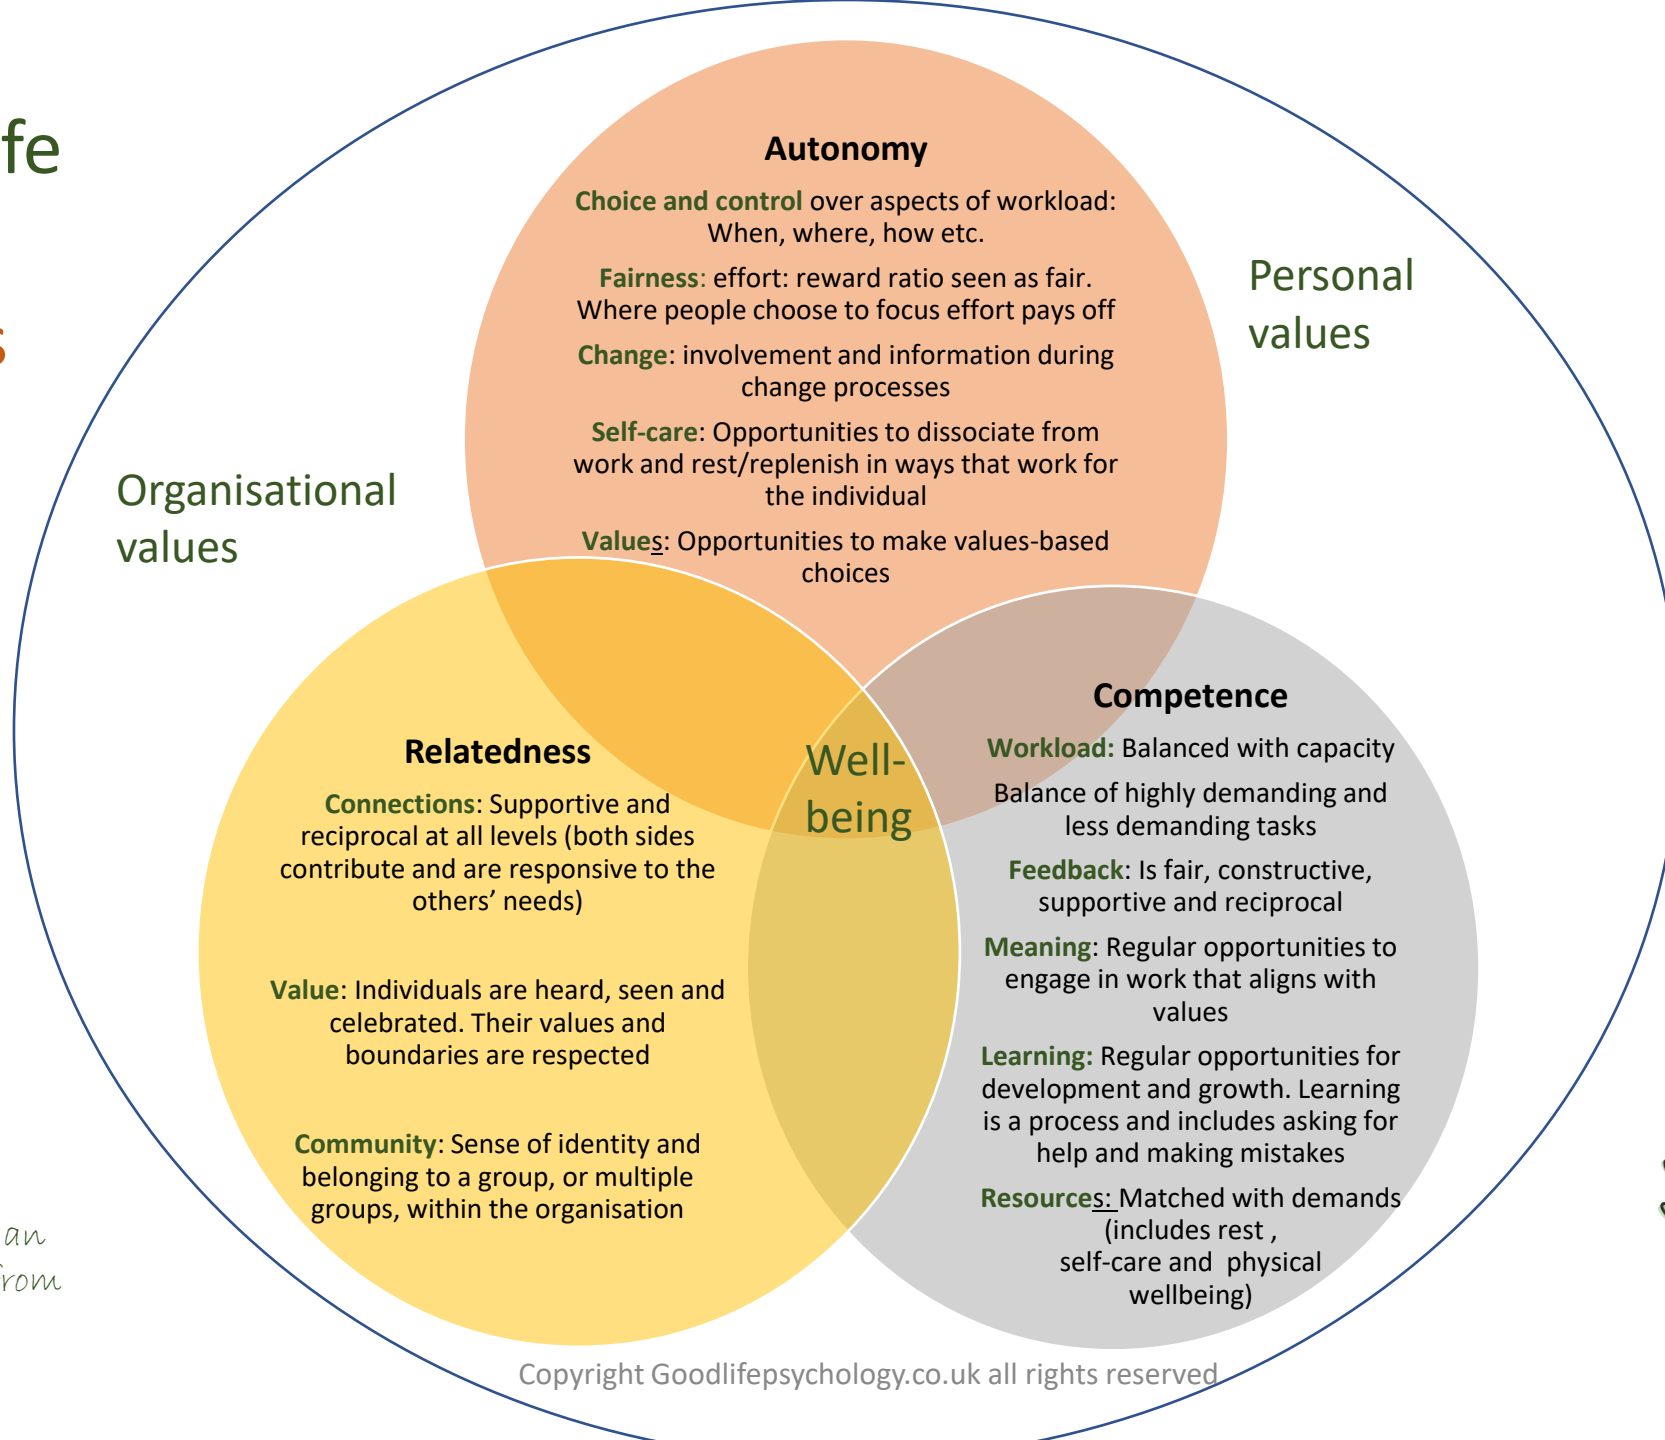 fe
s
Organisational
values
Personal
values
Autonomy
Choice and control over aspects of workload:
When, where, how etc.
Fairness: effort: reward ratio seen as fair.
Where people choose to focus effort pays off
Change: involvement and information during
change processes
Self-care: Opportunities to dissociate from
work and rest/replenish in ways that work for
the individual
Values: Opportunities to make values-based
choices
Well-
being
Relatedness
Connections: Supportive and
reciprocal at all levels (both sides
contribute and are responsive to the
others’ needs)
Value: Individuals are heard, seen and
celebrated. Their values and
boundaries are respected
Community: Sense of identity and
belonging to a group, or multiple
groups, within the organisation
Competence
Workload: Balanced with capacity
Balance of highly demanding and
less demanding tasks
Feedback: Is fair, constructive,
supportive and reciprocal
Meaning: Regular opportunities to
engage in work that aligns with
values
Learning: Regular opportunities for
development and growth. Learning
is a process and includes asking for
help and making mistakes
Resources: Matched with demands
(includes rest ,
self-care and physical
wellbeing)
an
from
Copyright Goodlifepsychology.co.uk all rights reserved